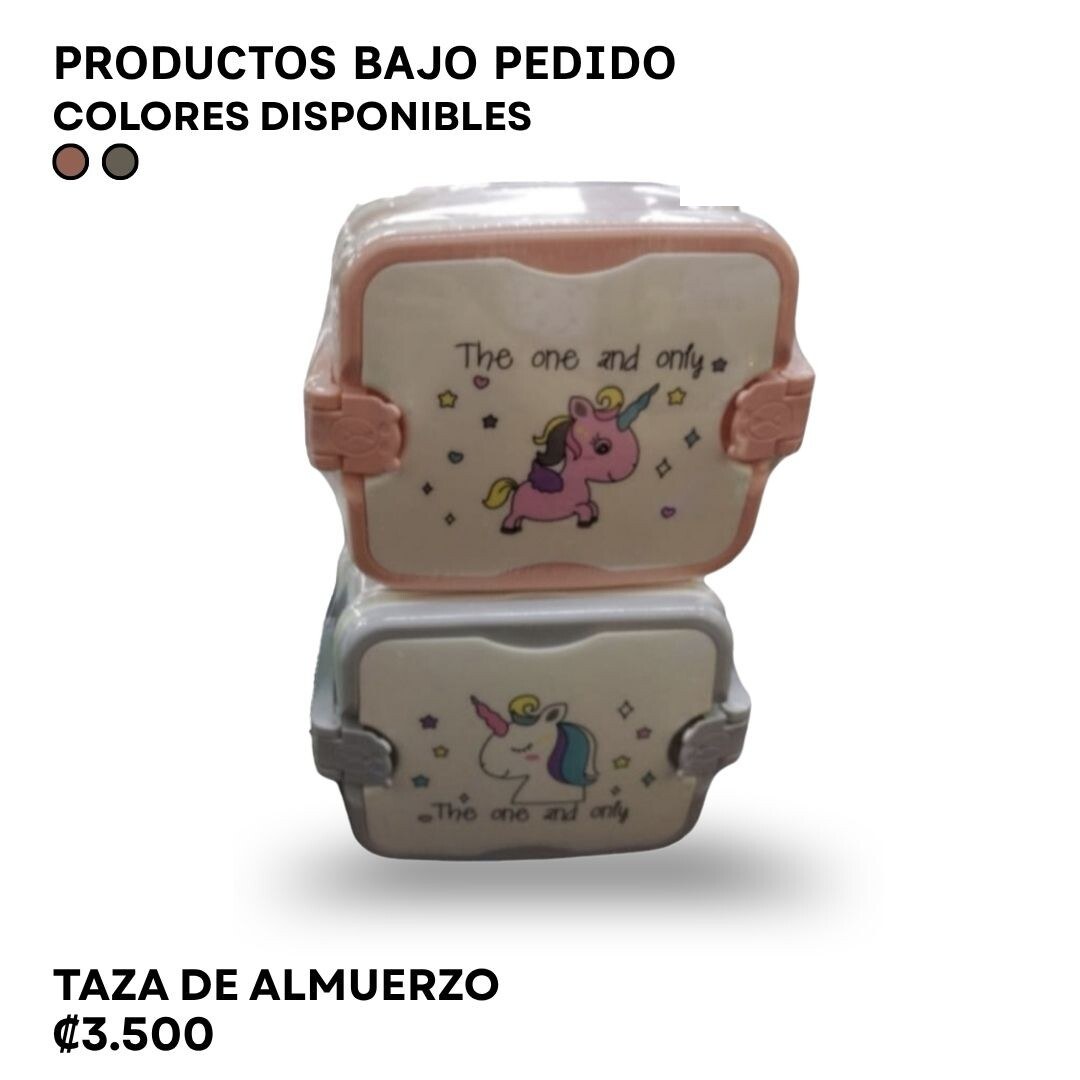 PRODUCTOS BAJO PEDIDO
COLORES DISPONIBLES
The one and only
The one and only
TAZA DE ALMUERZO
₡3.500